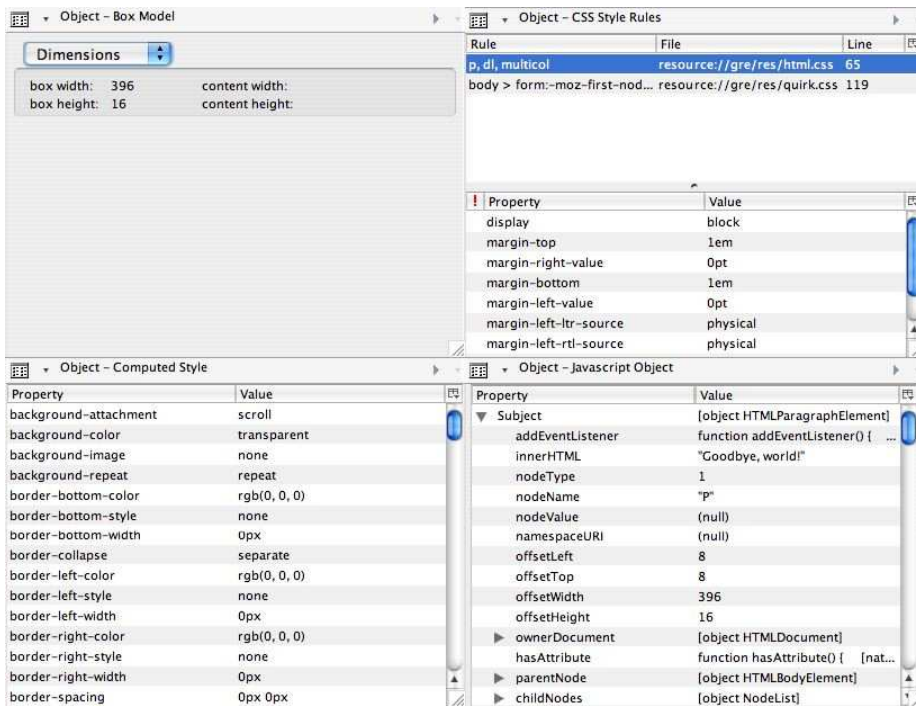 Object – Box Model
Dimensions
box width: 396 content width:
box height: 16 content height:
Object – CSS Style Rules
Rule File Line
p, dl, multicol resource://gre/res/html.css 65
body > form:-moz-first-nod... resource://gre/res/quirk.css 119
! Property Value
display block
margin-top 1em
margin-right-value 0pt
margin-bottom 1em
margin-left-value 0pt
margin-left-ltr-source physical
margin-left-rtl-source physical
Object – Computed Style
Property Value
background-attachment scroll
background-color transparent
background-image none
background-repeat repeat
border-bottom-color rgb(0, 0, 0)
border-bottom-style none
border-bottom-width 0px
border-collapse separate
border-left-color rgb(0, 0, 0)
border-left-style none
border-left-width 0px
border-right-color rgb(0, 0, 0)
border-right-style none
border-right-width 0px
border-spacing 0px 0px
Object – Javascript Object
Property Value
Subject [object HTMLParagraphElement]
addEventListener function addEventListener() { ...
innerHTML "Goodbye, world!"
nodeType 1
nodeName "P"
nodeValue (null)
namespaceURI (null)
offsetLeft 8
offsetTop 8
offsetWidth 396
offsetHeight 16
ownerDocument [object HTMLDocument]
hasAttribute function hasAttribute() { [nat...
parentNode [object HTMLBodyElement]
childNodes [object NodeList]